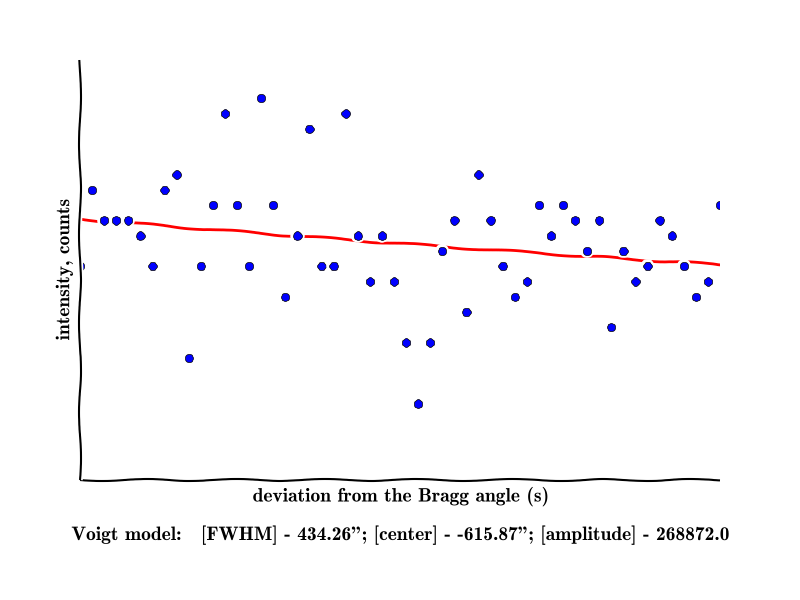 intensity, counts
deviation from the Bragg angle (s)
Voigt model: [FWHM] - 434.26”; [center] - -615.87”; [amplitude] - 268872.0